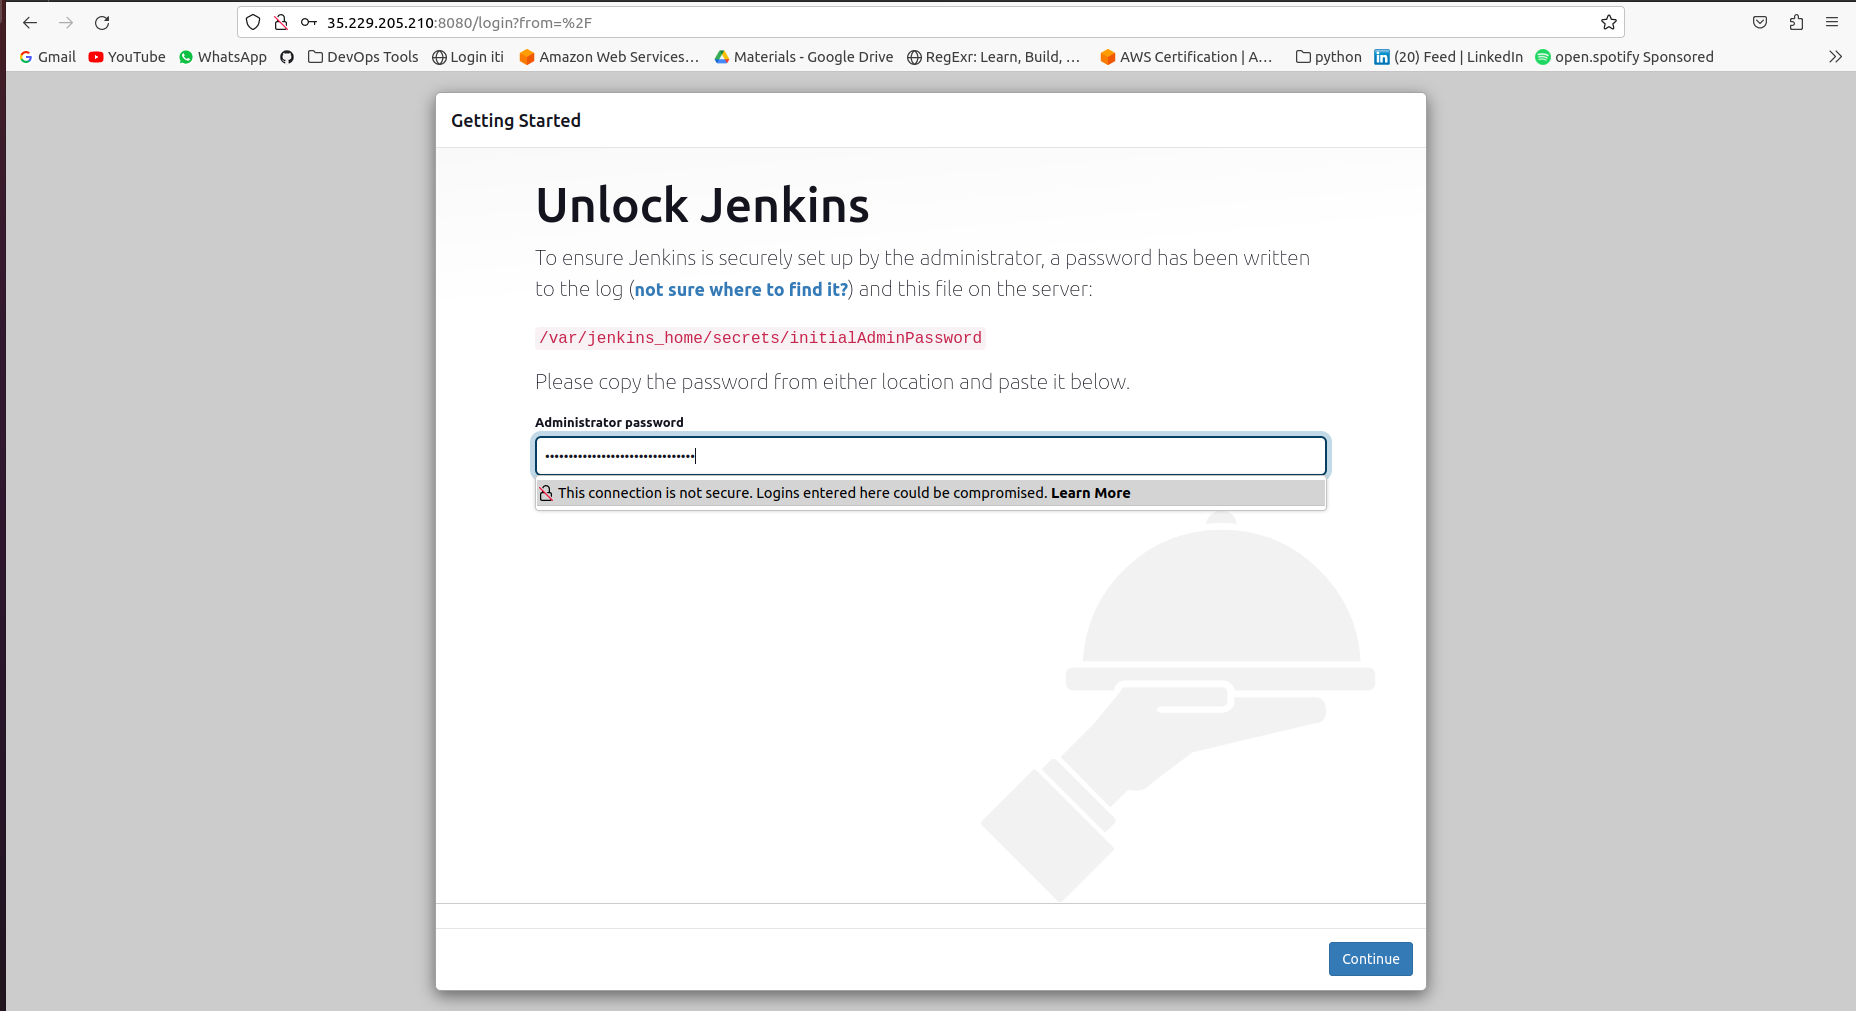 35.229.205.210:8080/login?from=%2F
Gmail YouTube WhatsApp DevOps Tools Login iti Amazon Web Services... Materials - Google Drive RegExr: Learn, Build, ... AWS Certification | A... python (20) Feed | LinkedIn open.spotify Sponsored
Getting Started
Unlock Jenkins
To ensure Jenkins is securely set up by the administrator, a password has been written
to the log (not sure where to find it?) and this file on the server:
/var/jenkins_home/secrets/initialAdminPassword
Please copy the password from either location and paste it below.
Administrator password
••••••••••••••••••••••••••••••••
This connection is not secure. Logins entered here could be compromised. Learn More
Continue